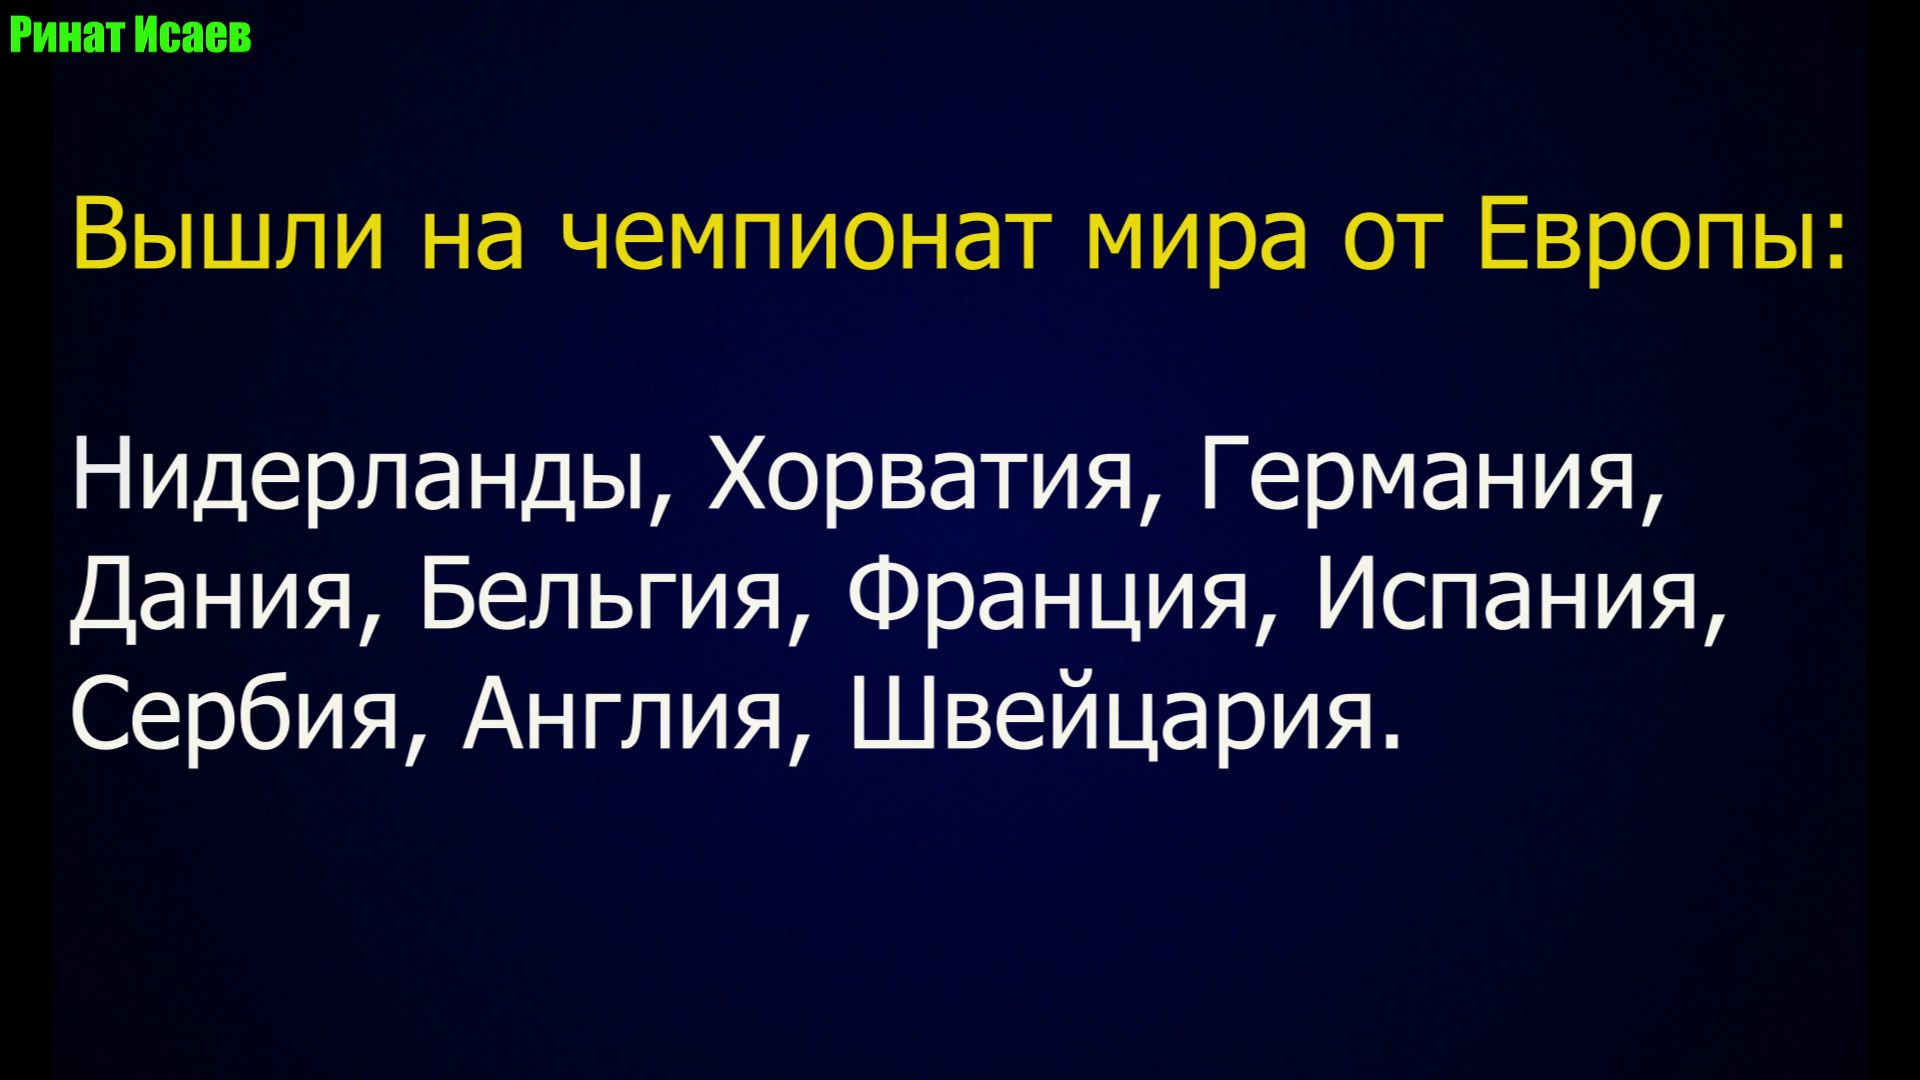 Ринат Исаев
Вышли на чемпионат мира от Европы:
Нидерланды, Хорватия, Германия,
Дания, Бельгия, Франция, Испания,
Сербия, Англия, Швейцария.